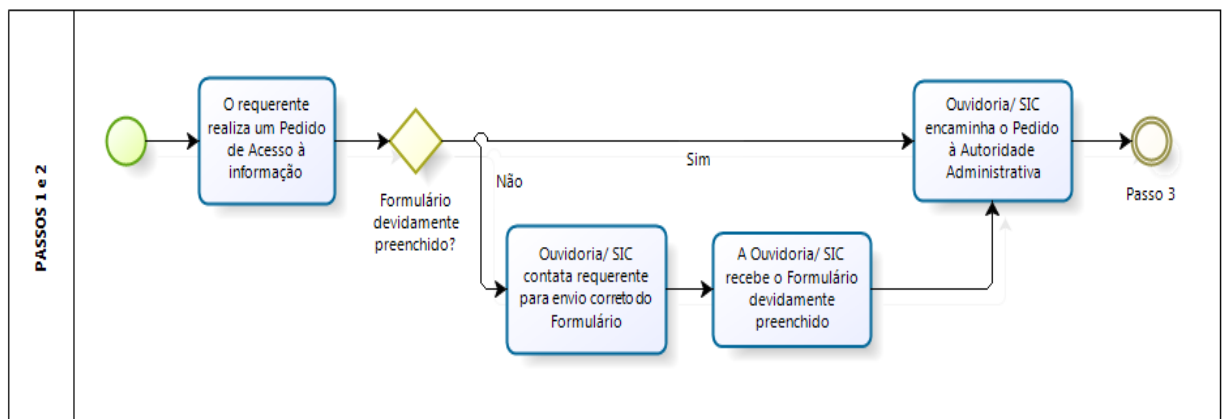 PASSOS 1 e 2
O requerente
realiza um Pedido
de Acesso à
informação
Formulário
devidamente
preenchido?
Sim
Não
Ouvidoria/ SIC
contata requerente
para envio correto do
Formulário
A Ouvidoria/ SIC
recebe o Formulário
devidamente
preenchido
Ouvidoria/ SIC
encaminha o Pedido
à Autoridade
Administrativa
Passo 3